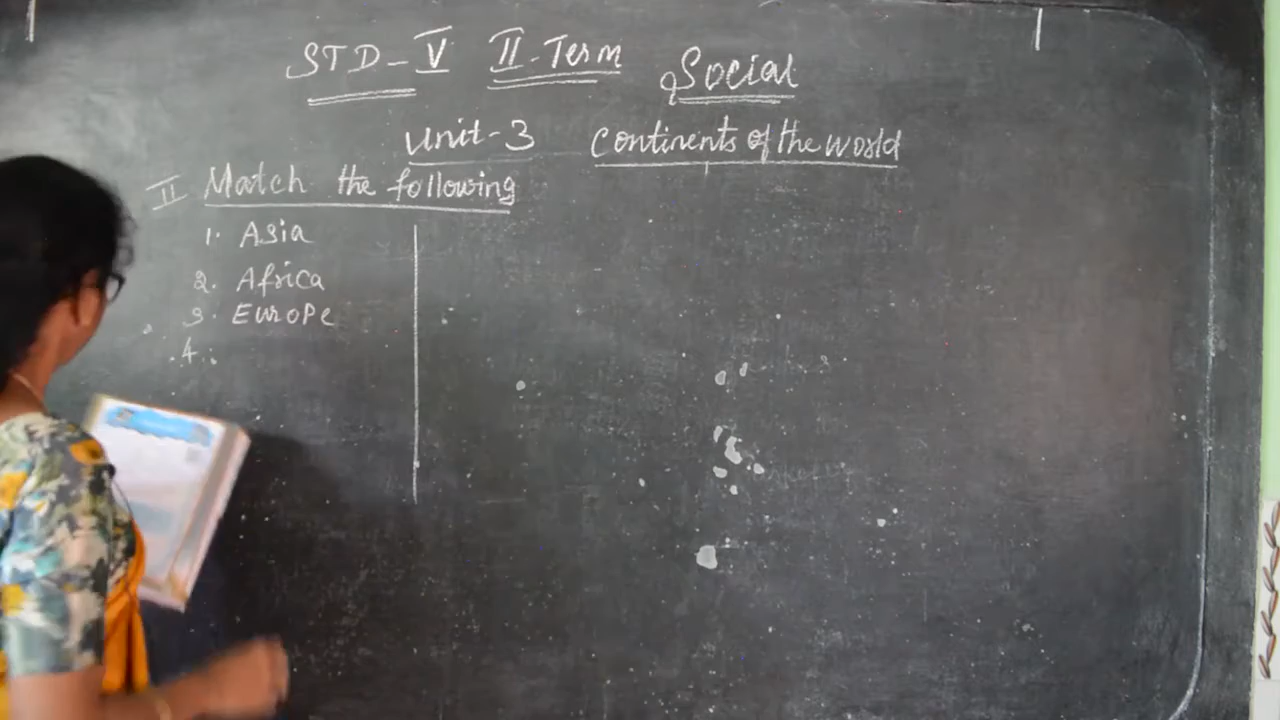 STD-V II-Term Social
Unit-3 Continents of the world
II Match the following
1. Asia
2. Africa
3. Europe
4.